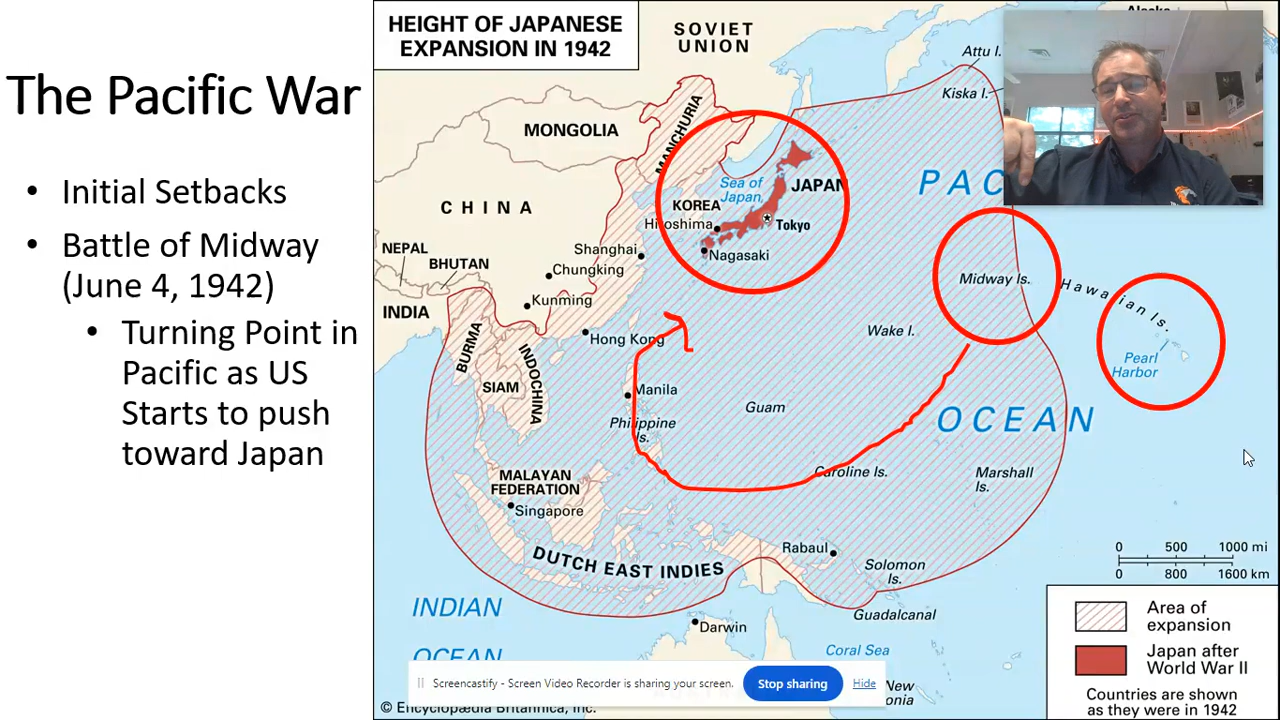 The Pacific War
• Initial Setbacks
• Battle of Midway
(June 4, 1942)
• Turning Point in
Pacific as US
Starts to push
toward Japan
HEIGHT OF JAPANESE
EXPANSION IN 1942
SOVIET
UNION
Attu I.
Kiska I.
MONGOLIA
MANCHURIA
Sea of
Japan
JAPAN
KOREA
CHINA
Hiroshima
Tokyo
Nagasaki
Shanghai
Chungking
NEPAL
BHUTAN
Kunming
INDIA
BURMA
Hong Kong
INDOCHINA
SIAM
Manila
Philippine
Is.
Guam
Wake I.
Midway Is.
Hawaiian Is.
Pearl
Harbor
PAC
OCEAN
MALAYAN
FEDERATION
Singapore
Caroline Is.
Marshall
Is.
DUTCH EAST INDIES
Rabaul
Solomon
Is.
Guadalcanal
INDIAN
OCEAN
Darwin
Coral Sea
New
0 500 1000 mi
0 800 1600 km
Area of
expansion
Japan after
World War II
Countries are shown
as they were in 1942
|| Screencastify - Screen Video Recorder is sharing your screen. Stop sharing Hide
© Encyclopædia Britannica, Inc.